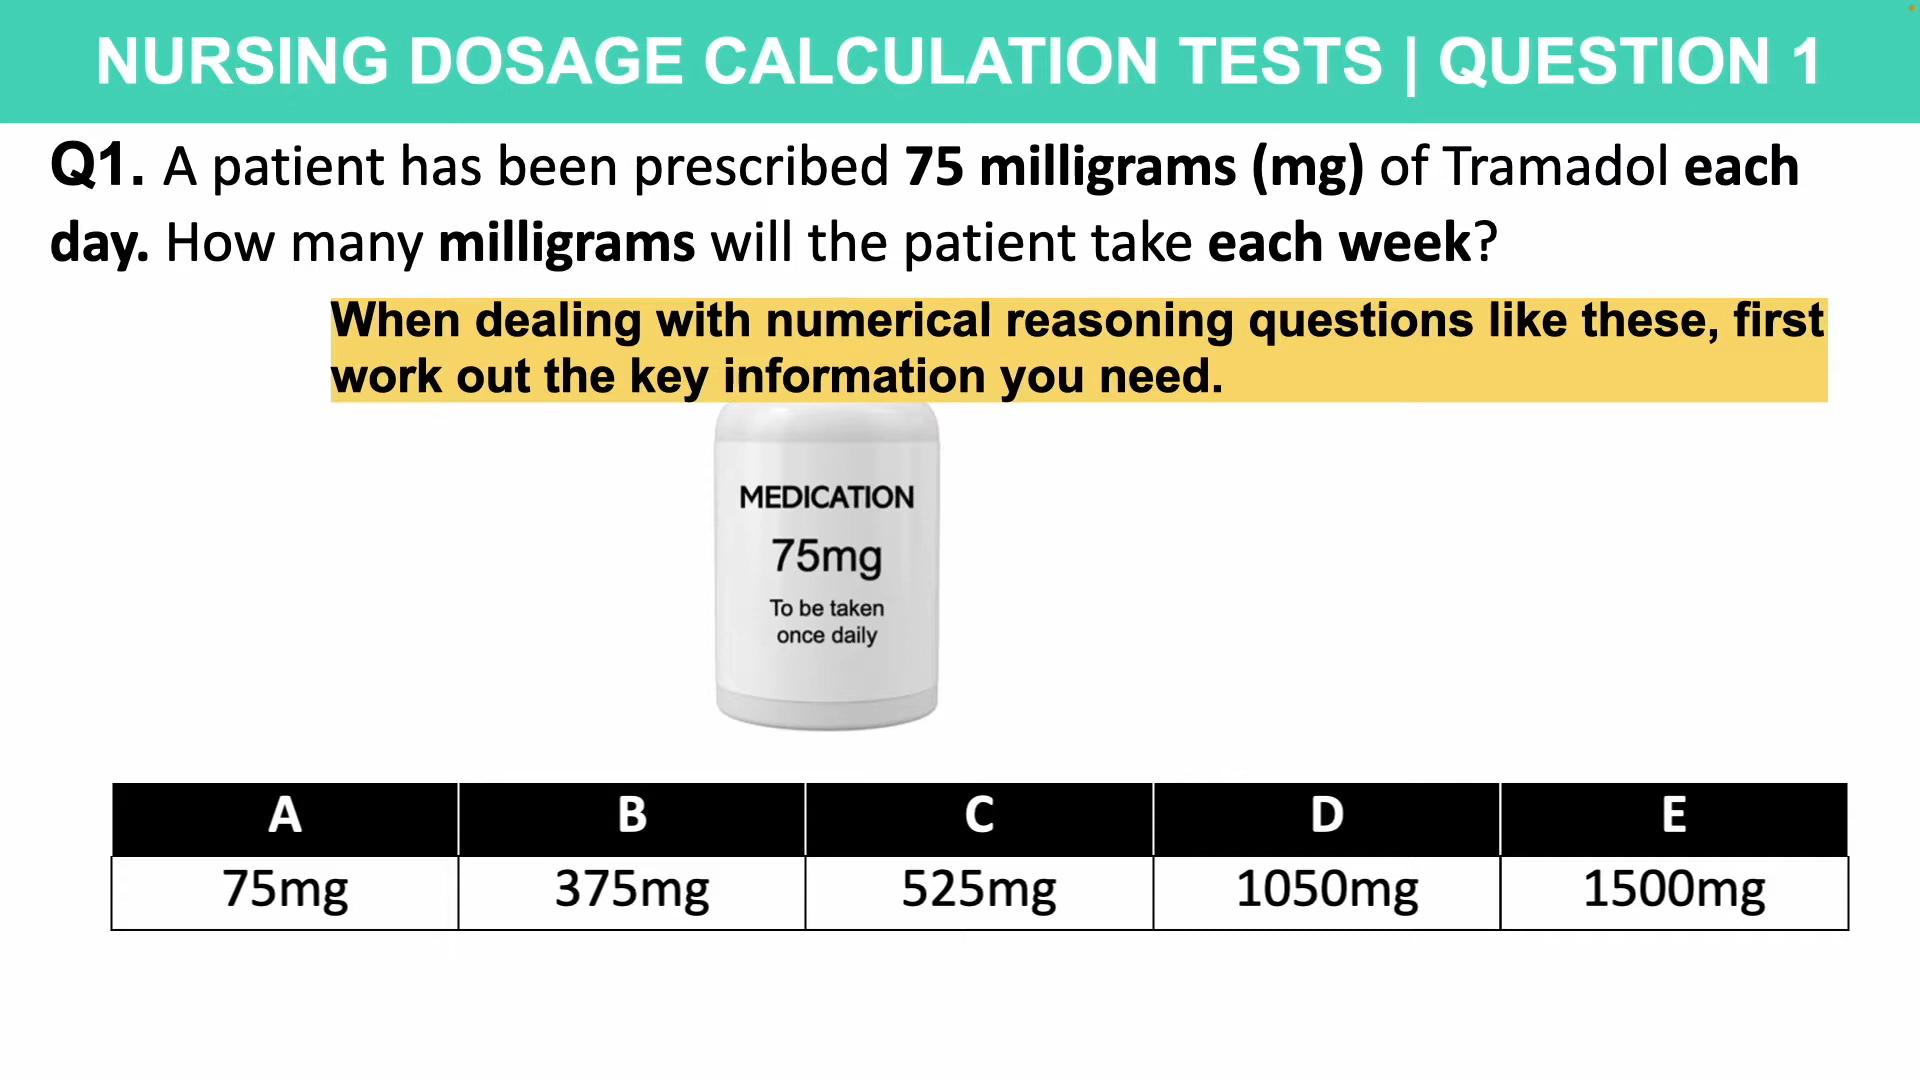 NURSING DOSAGE CALCULATION TESTS | QUESTION 1
Q1. A patient has been prescribed 75 milligrams (mg) of Tramadol each
day. How many milligrams will the patient take each week?
When dealing with numerical reasoning questions like these, first
work out the key information you need.
MEDICATION
75mg
To be taken
once daily
A B C D E
75mg 375mg 525mg 1050mg 1500mg